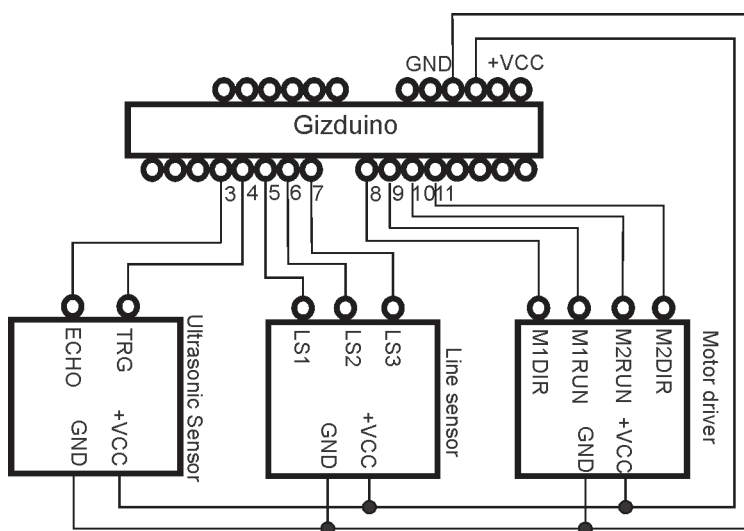 GND +VCC
Gizduino
3 4 5 6 7 8 9 10 11
ECHO
TRG
GND
+VCC
Ultrasonic Sensor
LS1
LS2
LS3
GND
+VCC
Line sensor
M1DIR
M1RUN
M2RUN
M2DIR
GND
+VCC
Motor driver